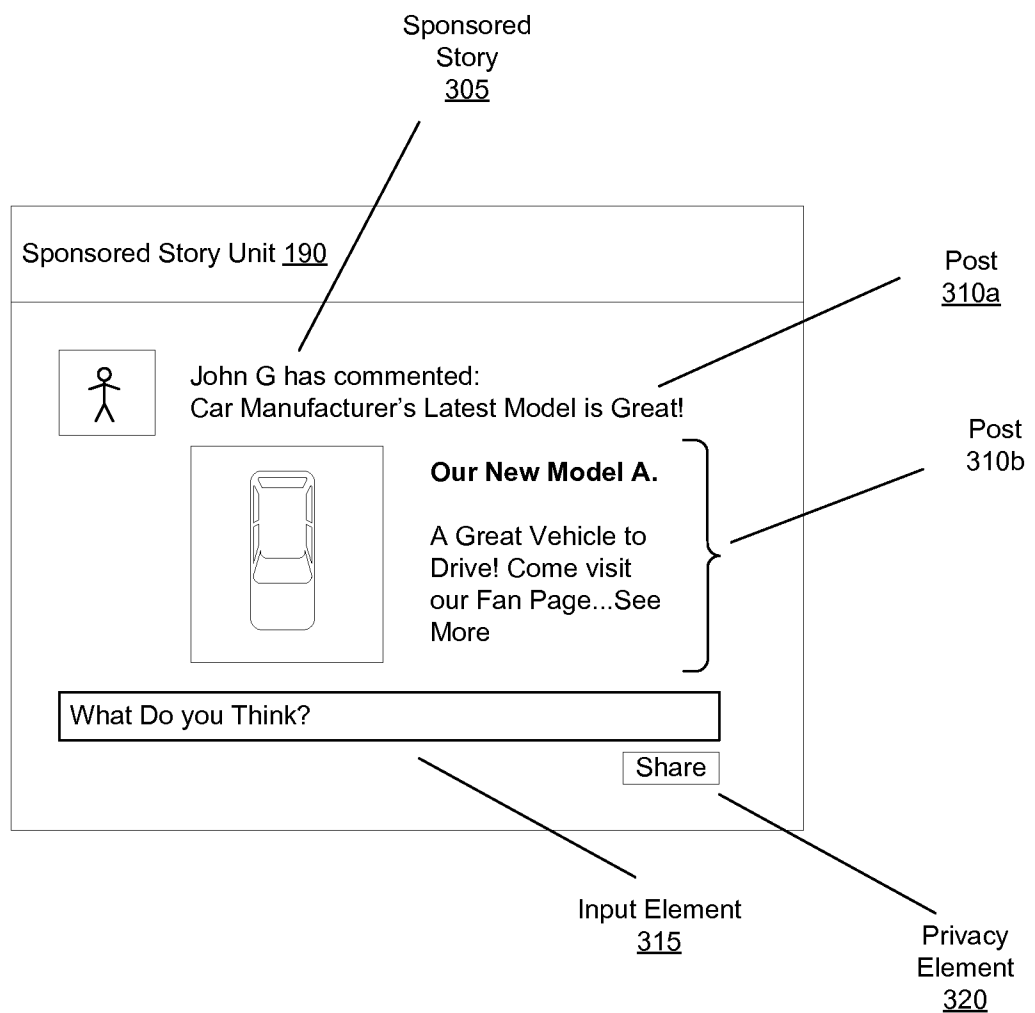 Sponsored
Story
305
Sponsored Story Unit 190
Post
310a
John G has commented:
Car Manufacturer's Latest Model is Great!
Post
310b
Our New Model A.
A Great Vehicle to
Drive! Come visit
our Fan Page...See
More
What Do you Think?
Share
Input Element
315
Privacy
Element
320